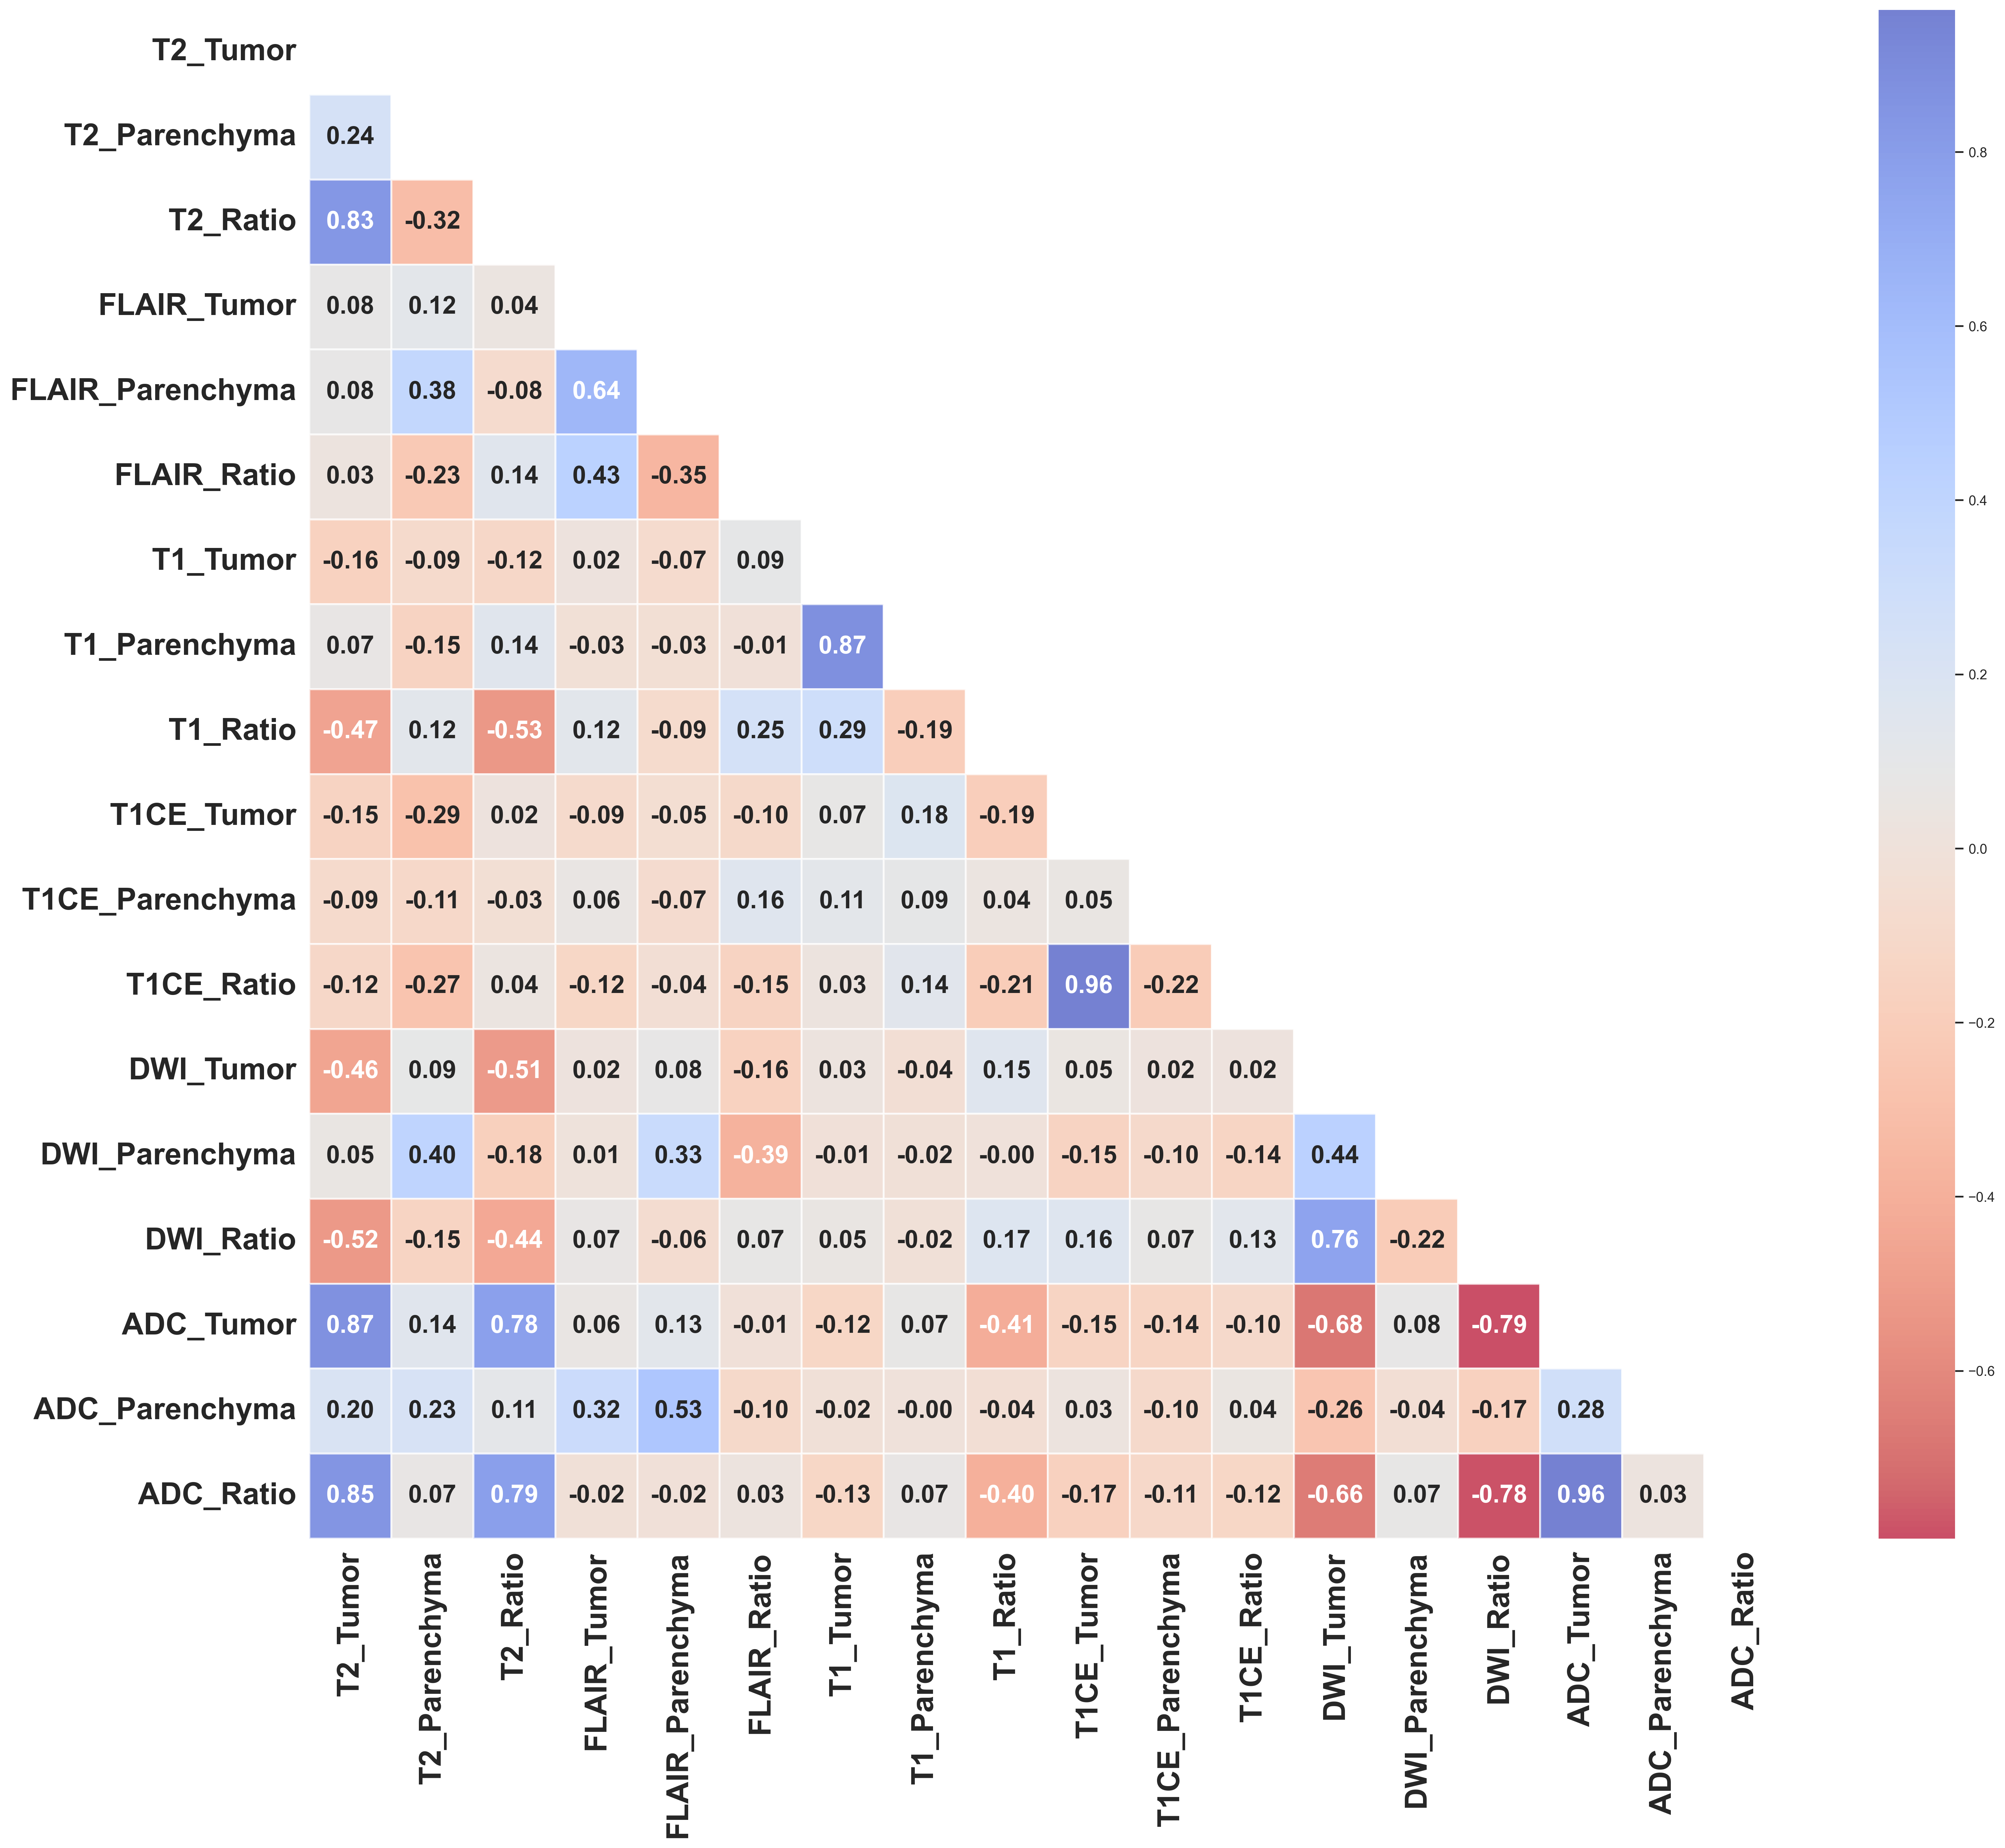 T2_Tumor
T2_Parenchyma 0.24
T2_Ratio 0.83 -0.32
FLAIR_Tumor 0.08 0.12 0.04
FLAIR_Parenchyma 0.08 0.38 -0.08 0.64
FLAIR_Ratio 0.03 -0.23 0.14 0.43 -0.35
T1_Tumor -0.16 -0.09 -0.12 0.02 -0.07 0.09
T1_Parenchyma 0.07 -0.15 0.14 -0.03 -0.03 -0.01 0.87
T1_Ratio -0.47 0.12 -0.53 0.12 -0.09 0.25 0.29 -0.19
T1CE_Tumor -0.15 -0.29 0.02 -0.09 -0.05 -0.10 0.07 0.18 -0.19
T1CE_Parenchyma -0.09 -0.11 -0.03 0.06 -0.07 0.16 0.11 0.09 0.04 0.05
T1CE_Ratio -0.12 -0.27 0.04 -0.12 -0.04 -0.15 0.03 0.14 -0.21 0.96 -0.22
DWI_Tumor -0.46 0.09 -0.51 0.02 0.08 -0.16 0.03 -0.04 0.15 0.05 0.02 0.02
DWI_Parenchyma 0.05 0.40 -0.18 0.01 0.33 -0.39 -0.01 -0.02 -0.00 -0.15 -0.10 -0.14 0.44
DWI_Ratio -0.52 -0.15 -0.44 0.07 -0.06 0.07 0.05 -0.02 0.17 0.16 0.07 0.13 0.76 -0.22
ADC_Tumor 0.87 0.14 0.78 0.06 0.13 -0.01 -0.12 0.07 -0.41 -0.15 -0.14 -0.10 -0.68 0.08 -0.79
ADC_Parenchyma 0.20 0.23 0.11 0.32 0.53 -0.10 -0.02 -0.00 -0.04 0.03 -0.10 0.04 -0.26 -0.04 -0.17 0.28
ADC_Ratio 0.85 0.07 0.79 -0.02 -0.02 0.03 -0.13 0.07 -0.40 -0.17 -0.11 -0.12 -0.66 0.07 -0.78 0.96 0.03
T2_Tumor
T2_Parenchyma
T2_Ratio
FLAIR_Tumor
FLAIR_Parenchyma
FLAIR_Ratio
T1_Tumor
T1_Parenchyma
T1_Ratio
T1CE_Tumor
T1CE_Parenchyma
T1CE_Ratio
DWI_Tumor
DWI_Parenchyma
DWI_Ratio
ADC_Tumor
ADC_Parenchyma
ADC_Ratio
0.8
0.6
0.4
0.2
0.0
−0.2
−0.4
−0.6